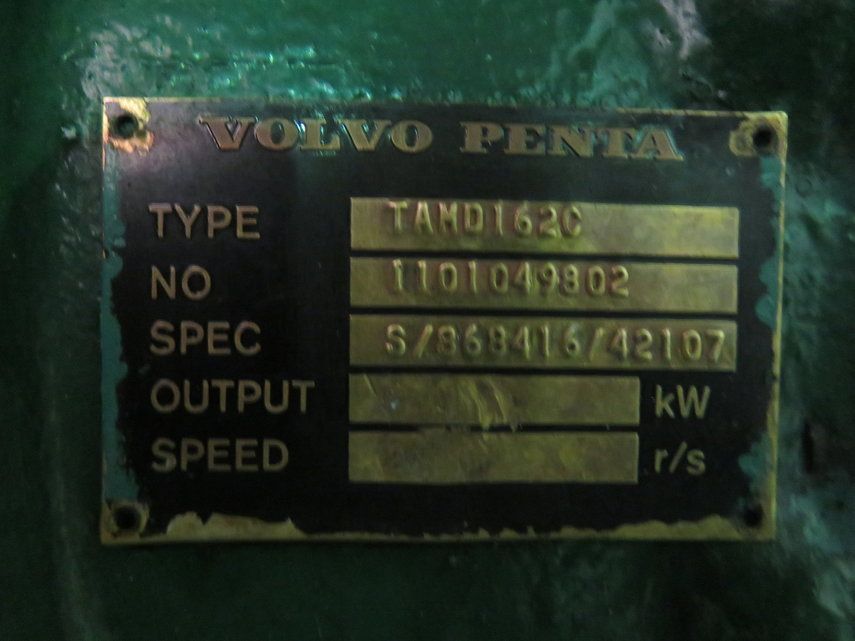 VOLVO PENTA
TYPE TAMD162C
NO 1101049802
SPEC S/868416/42107
OUTPUT kW
SPEED r/s